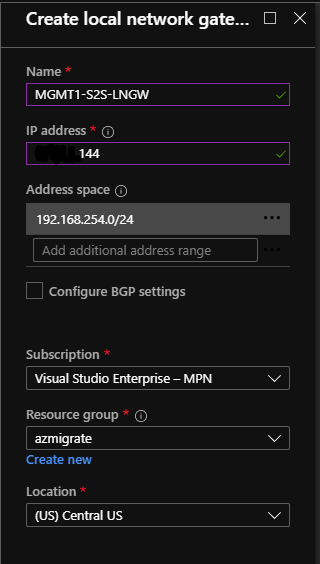 Create local network gate...
Name *
MGMT1-S2S-LNGW
IP address *
144
Address space
192.168.254.0/24
Add additional address range
Configure BGP settings
Subscription *
Visual Studio Enterprise – MPN
Resource group *
azmigrate
Create new
Location *
(US) Central US